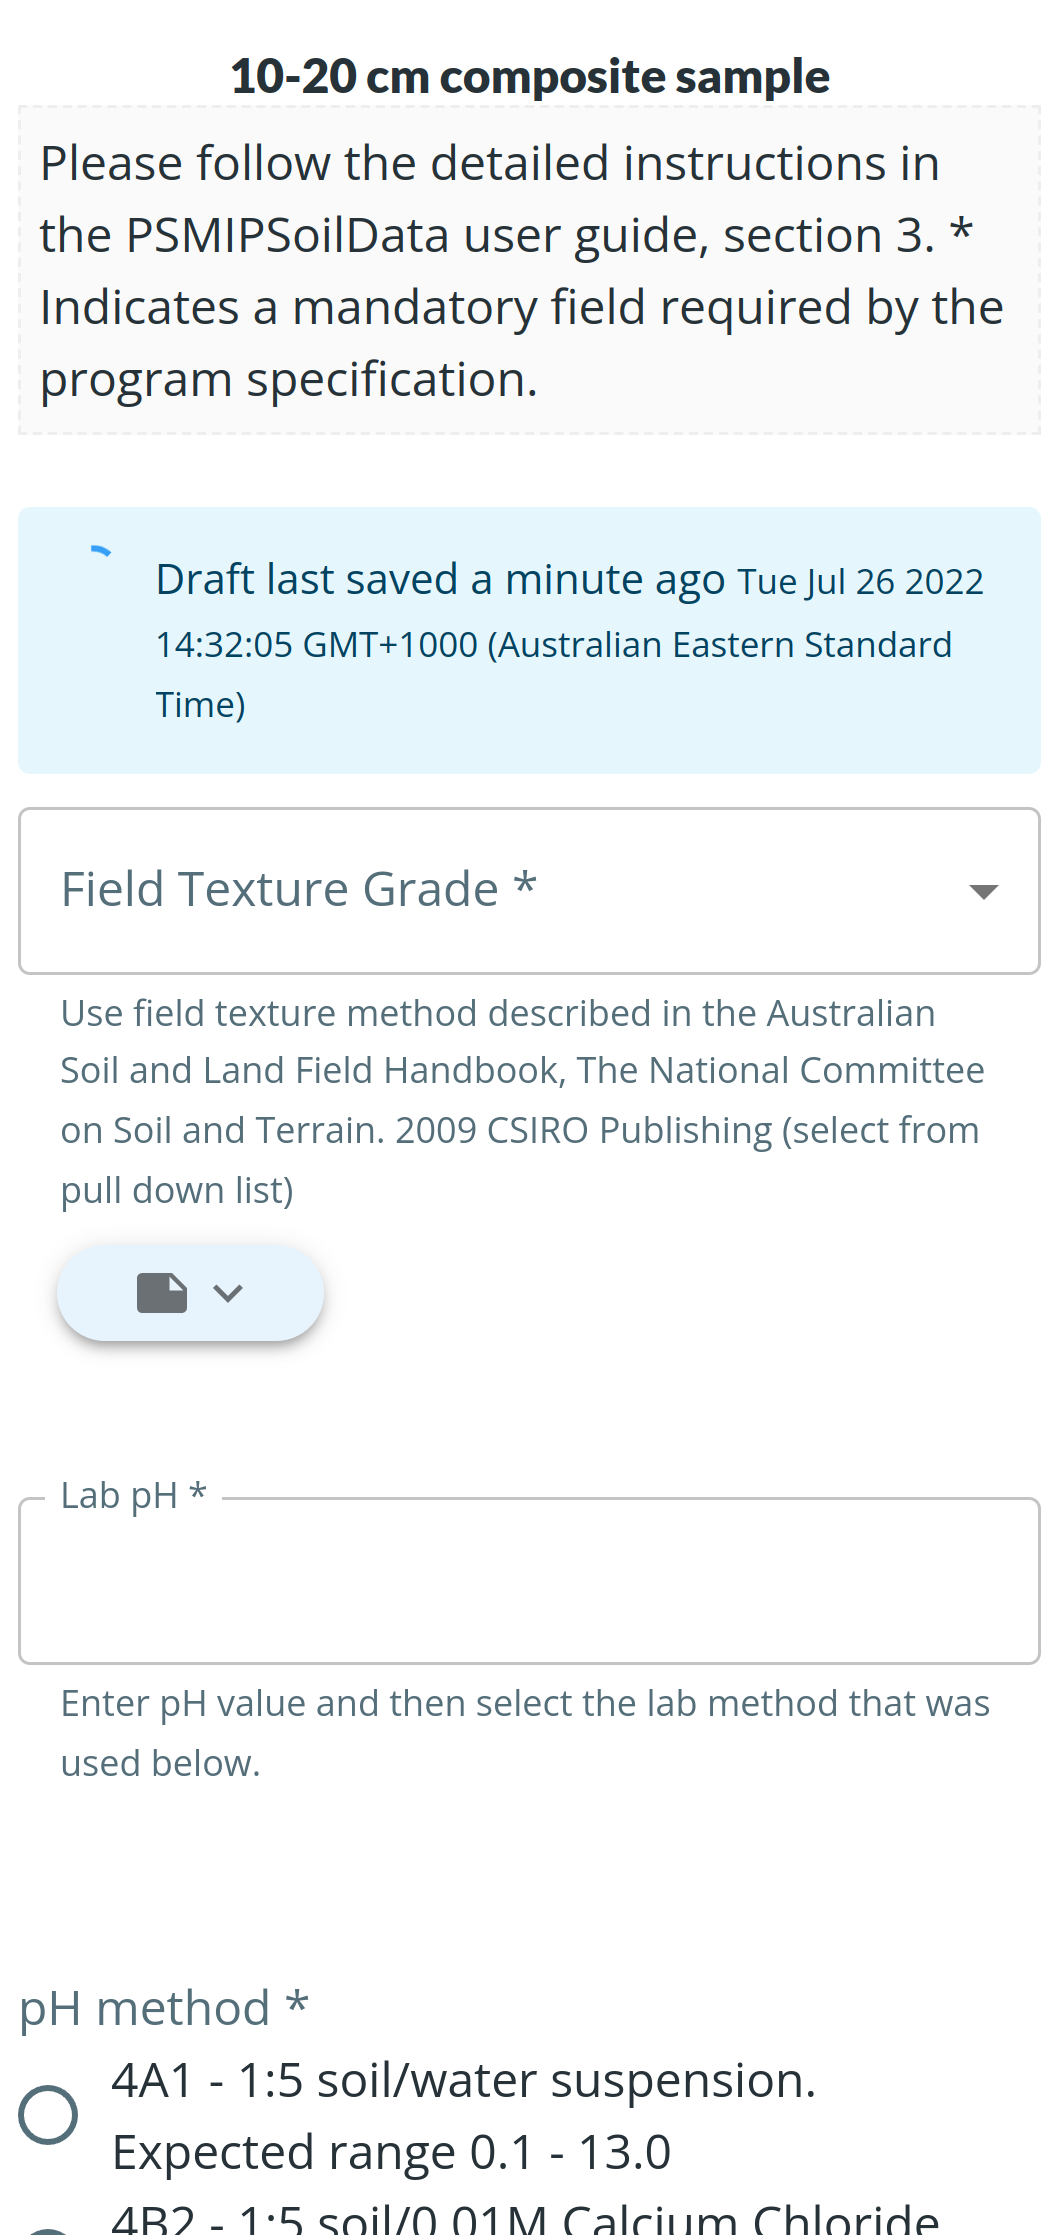 10-20 cm composite sample
Please follow the detailed instructions in
the PSMIPSoilData user guide, section 3. *
Indicates a mandatory field required by the
program specification.
Draft last saved a minute ago Tue Jul 26 2022
14:32:05 GMT+1000 (Australian Eastern Standard
Time)
Field Texture Grade *
Use field texture method described in the Australian
Soil and Land Field Handbook, The National Committee
on Soil and Terrain. 2009 CSIRO Publishing (select from
pull down list)
Lab pH *
Enter pH value and then select the lab method that was
used below.
pH method *
4A1 - 1:5 soil/water suspension.
Expected range 0.1 - 13.0
4B2 - 1:5 soil/0.01M Calcium Chloride